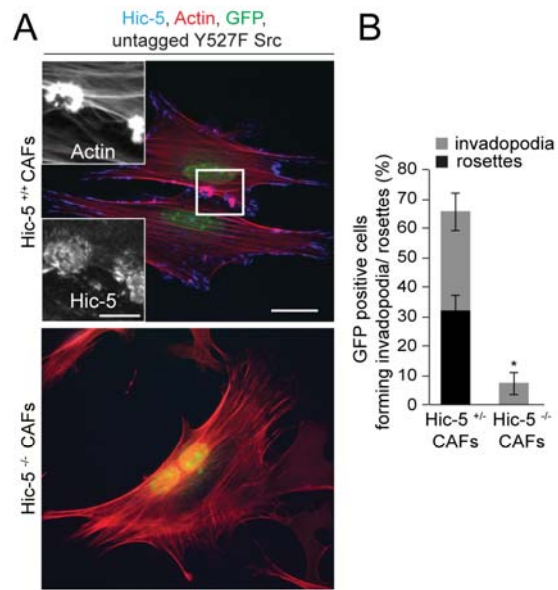 A
Hic-5, Actin, GFP,
untagged Y527F Src
Hic-5 +/+ CAFs
Actin
Hic-5
Hic-5 -/- CAFs
B
invadopodia
rosettes
GFP positive cells
forming invadopodia/ rosettes (%)
80
70
60
50
40
30
20
10
0
*
Hic-5 +/- CAFs
Hic-5 -/- CAFs